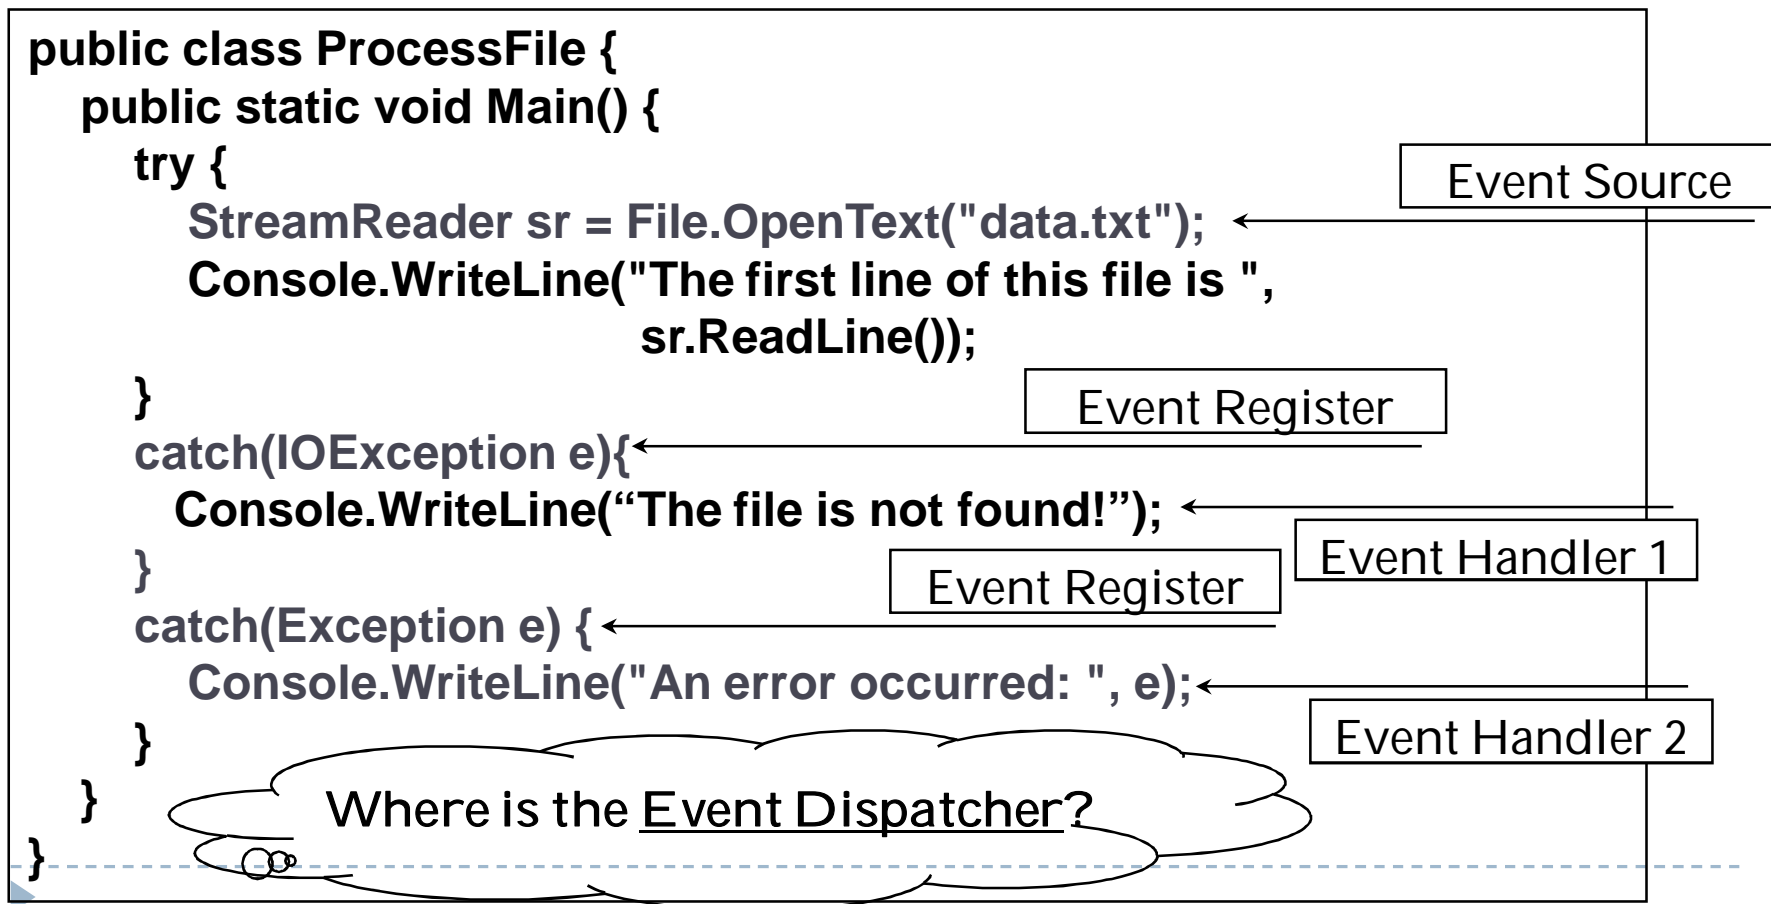 public class ProcessFile {
public static void Main() {
try {
Event Source
StreamReader sr = File.OpenText("data.txt");
Console.WriteLine("The first line of this file is ",
sr.ReadLine());
}
Event Register
catch(IOException e){
Console.WriteLine(“The file is not found!”);
Event Handler 1
}
Event Register
catch(Exception e) {
Console.WriteLine("An error occurred: ", e);
Event Handler 2
}
}
Where is the Event Dispatcher?
}